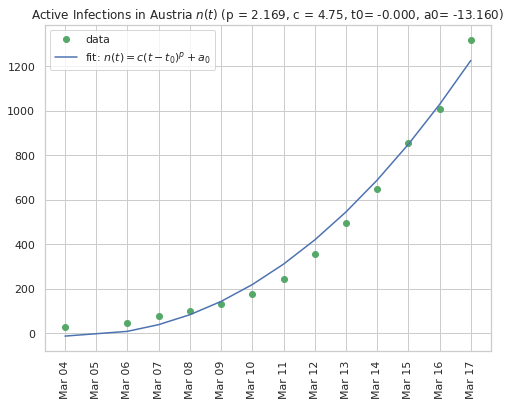 Active Infections in Austria n(t) (p = 2.169, c = 4.75, t0= -0.000, a0= -13.160)
data
fit: n(t) = c(t − t₀)ᵖ + a₀
1200
1000
800
600
400
200
0
Mar 04
Mar 05
Mar 06
Mar 07
Mar 08
Mar 09
Mar 10
Mar 11
Mar 12
Mar 13
Mar 14
Mar 15
Mar 16
Mar 17